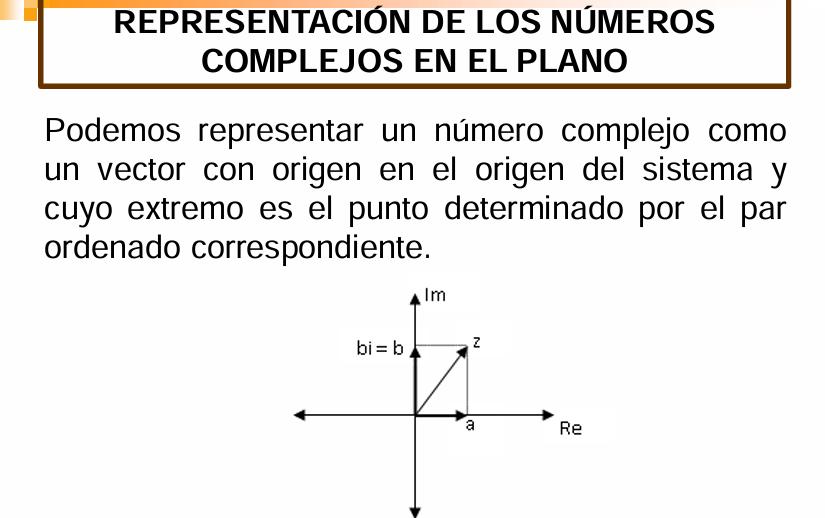 REPRESENTACIÓN DE LOS NÚMEROS
COMPLEJOS EN EL PLANO
Podemos representar un número complejo como
un vector con origen en el origen del sistema y
cuyo extremo es el punto determinado por el par
ordenado correspondiente.
Im
bi = b
z
a
Re